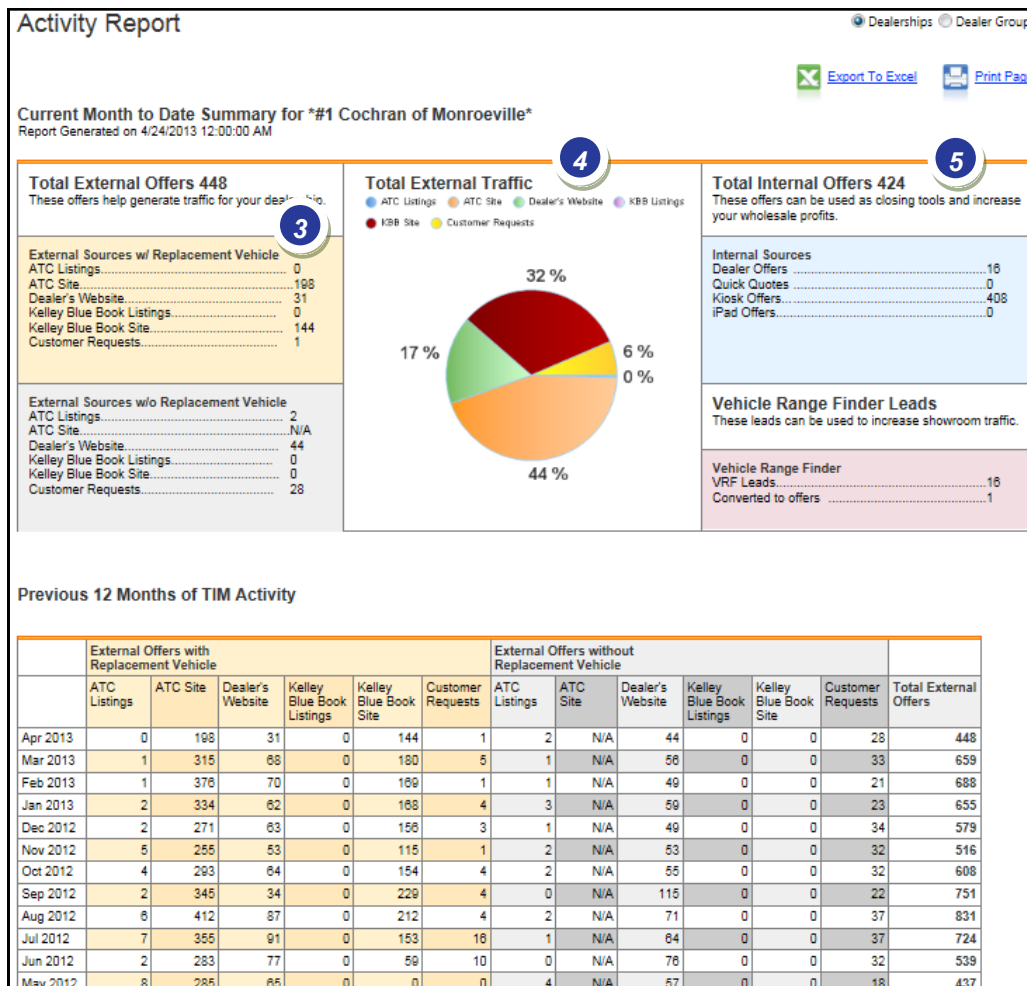 Activity Report
Dealerships Dealer Group
Export To Excel Print Pag
Current Month to Date Summary for *#1 Cochran of Monroeville*
Report Generated on 4/24/2013 12:00:00 AM
3
4
5
Total External Offers 448
These offers help generate traffic for your dealership.
External Sources w/ Replacement Vehicle
ATC Listings 0
ATC Site 198
Dealer's Website 31
Kelley Blue Book Listings 0
Kelley Blue Book Site 144
Customer Requests 1
External Sources w/o Replacement Vehicle
ATC Listings 2
ATC Site N/A
Dealer's Website 44
Kelley Blue Book Listings 0
Kelley Blue Book Site 0
Customer Requests 28
Total External Traffic
ATC Listings ATC Site Dealer's Website KBB Listings
KBB Site Customer Requests
32 %
17 %
6 %
0 %
44 %
Total Internal Offers 424
These offers can be used as closing tools and increase
your wholesale profits.
Internal Sources
Dealer Offers 16
Quick Quotes 0
Kiosk Offers 408
iPad Offers 0
Vehicle Range Finder Leads
These leads can be used to increase showroom traffic.
Vehicle Range Finder
VRF Leads 16
Converted to offers 1
Previous 12 Months of TIM Activity
External Offers with Replacement Vehicle External Offers without Replacement Vehicle
ATC Listings ATC Site Dealer's Website Kelley Blue Book Listings Kelley Blue Book Site Customer Requests ATC Listings ATC Site Dealer's Website Kelley Blue Book Listings Kelley Blue Book Site Customer Requests Total External Offers
Apr 2013 0 198 31 0 144 1 2 N/A 44 0 0 28 448
Mar 2013 1 315 68 0 180 5 1 N/A 56 0 0 33 659
Feb 2013 1 376 70 0 169 1 1 N/A 49 0 0 21 688
Jan 2013 2 334 62 0 168 4 3 N/A 59 0 0 23 655
Dec 2012 2 271 63 0 156 3 1 N/A 49 0 0 34 579
Nov 2012 5 255 53 0 115 1 2 N/A 53 0 0 32 516
Oct 2012 4 293 64 0 154 4 2 N/A 55 0 0 32 608
Sep 2012 2 345 34 0 229 4 0 N/A 115 0 0 22 751
Aug 2012 6 412 87 0 212 4 2 N/A 71 0 0 37 831
Jul 2012 7 355 91 0 153 16 1 N/A 64 0 0 37 724
Jun 2012 2 283 77 0 59 10 0 N/A 76 0 0 32 539
May 2012 8 285 65 0 0 0 4 N/A 57 0 0 18 437